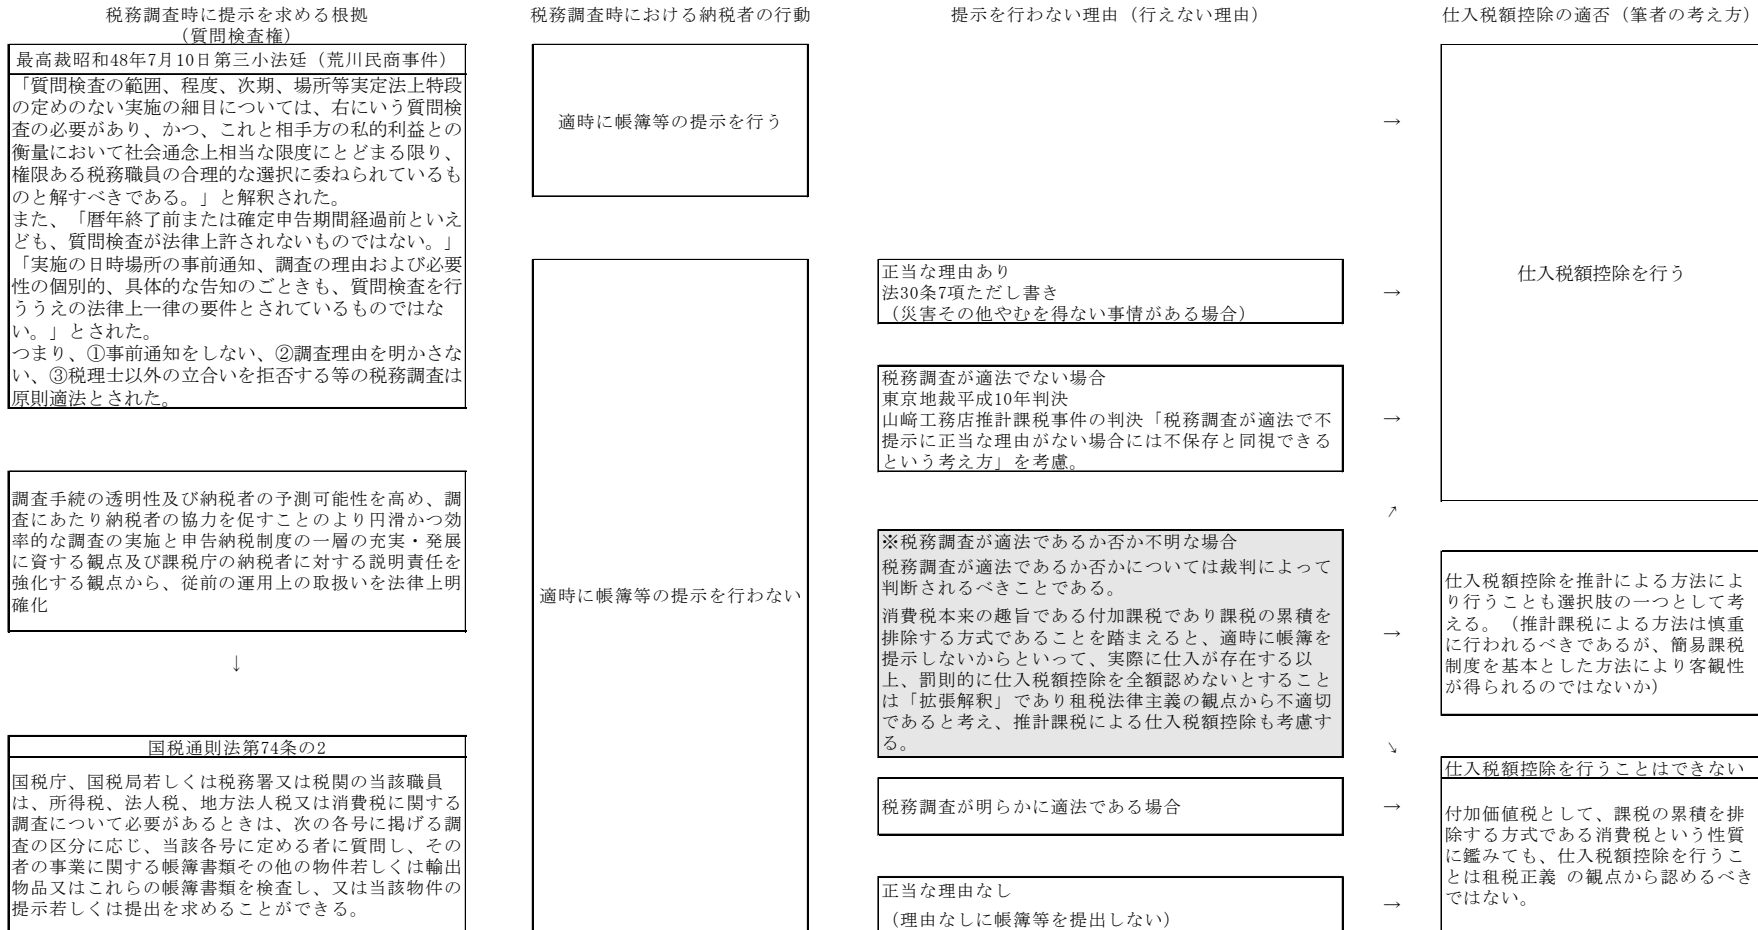 税務調査時に提示を求める根拠
（質問検査権）
最高裁昭和48年7月10日第三小法廷（荒川民商事件）
「質問検査の範囲、程度、次期、場所等実定法上特段
の定めのない実施の細目については、右にいう質問検
査の必要があり、かつ、これと相手方の私的利益との
衡量において社会通念上相当な限度にとどまる限り、
権限ある税務職員の合理的な選択に委ねられているも
のと解すべきである。」と解釈された。
また、「暦年終了前または確定申告期間経過前といえ
ども、質問検査が法律上許されないものではない。」
「実施の日時場所の事前通知、調査の理由および必要
性の個別的、具体的な告知のごときも、質問検査を行
ううえの法律上一律の要件とされているものではな
い。」とされた。
つまり、①事前通知をしない、②調査理由を明かさな
い、③税理士以外の立合いを拒否する等の税務調査は
原則適法とされた。
調査手続の透明性及び納税者の予測可能性を高め、調
査にあたり納税者の協力を促すことのより円滑かつ効
率的な調査の実施と申告納税制度の一層の充実・発展
に資する観点及び課税庁の納税者に対する説明責任を
強化する観点から、従前の運用上の取扱いを法律上明
確化
↓
国税通則法第74条の2
国税庁、国税局若しくは税務署又は税関の当該職員
は、所得税、法人税、地方法人税又は消費税に関する
調査について必要があるときは、次の各号に掲げる調
査の区分に応じ、当該各号に定める者に質問し、その
者の事業に関する帳簿書類その他の物件若しくは輸出
物品又はこれらの帳簿書類を検査し、又は当該物件の
提示若しくは提出を求めることができる。
税務調査時における納税者の行動
適時に帳簿等の提示を行う
適時に帳簿等の提示を行わない
提示を行わない理由（行えない理由）
→
正当な理由あり
法30条7項ただし書き
（災害その他やむを得ない事情がある場合）
→
税務調査が適法でない場合
東京地裁平成10年判決
山﨑工務店推計課税事件の判決「税務調査が適法で不
提示に正当な理由がない場合には不保存と同視できる
という考え方」を考慮。
→
↗
※税務調査が適法であるか否か不明な場合
税務調査が適法であるか否かについては裁判によって
判断されるべきことである。
消費税本来の趣旨である付加課税であり課税の累積を
排除する方式であることを踏まえると、適時に帳簿を
提示しないからといって、実際に仕入が存在する以
上、罰則的に仕入税額控除を全額認めないとすること
は「拡張解釈」であり租税法律主義の観点から不適切
であると考え、推計課税による仕入税額控除も考慮す
る。
→
↘
税務調査が明らかに適法である場合
→
正当な理由なし
（理由なしに帳簿等を提出しない）
→
仕入税額控除の適否（筆者の考え方）
仕入税額控除を行う
仕入税額控除を推計による方法によ
り行うことも選択肢の一つとして考
える。（推計課税による方法は慎重
に行われるべきであるが、簡易課税
制度を基本とした方法により客観性
が得られるのではないか）
仕入税額控除を行うことはできない
付加価値税として、課税の累積を排
除する方式である消費税という性質
に鑑みても、仕入税額控除を行うこ
とは租税正義 の観点から認めるべき
ではない。